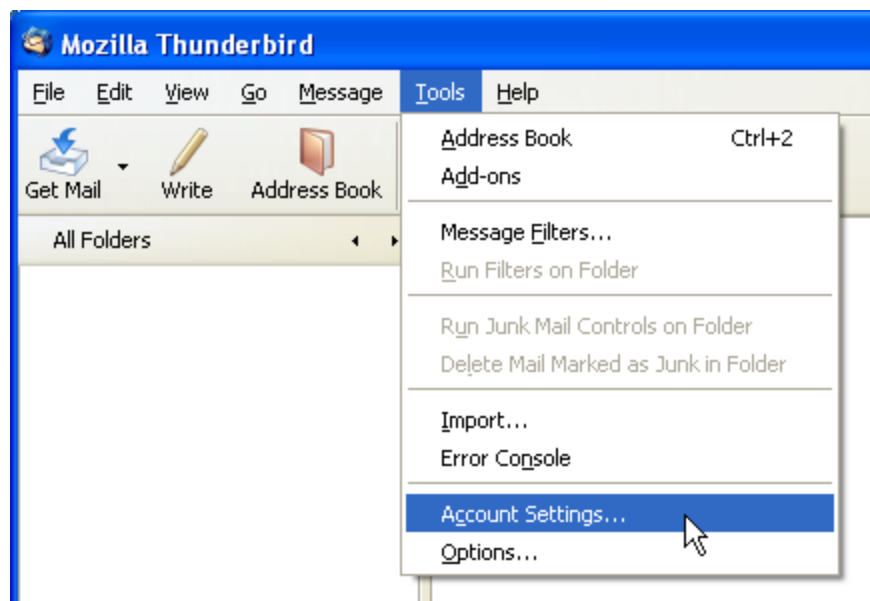 Mozilla Thunderbird
File Edit View Go Message Tools Help
Get Mail Write Address Book
All Folders
Address Book Ctrl+2
Add-ons
Message Filters...
Run Filters on Folder
Run Junk Mail Controls on Folder
Delete Mail Marked as Junk in Folder
Import...
Error Console
Account Settings...
Options...